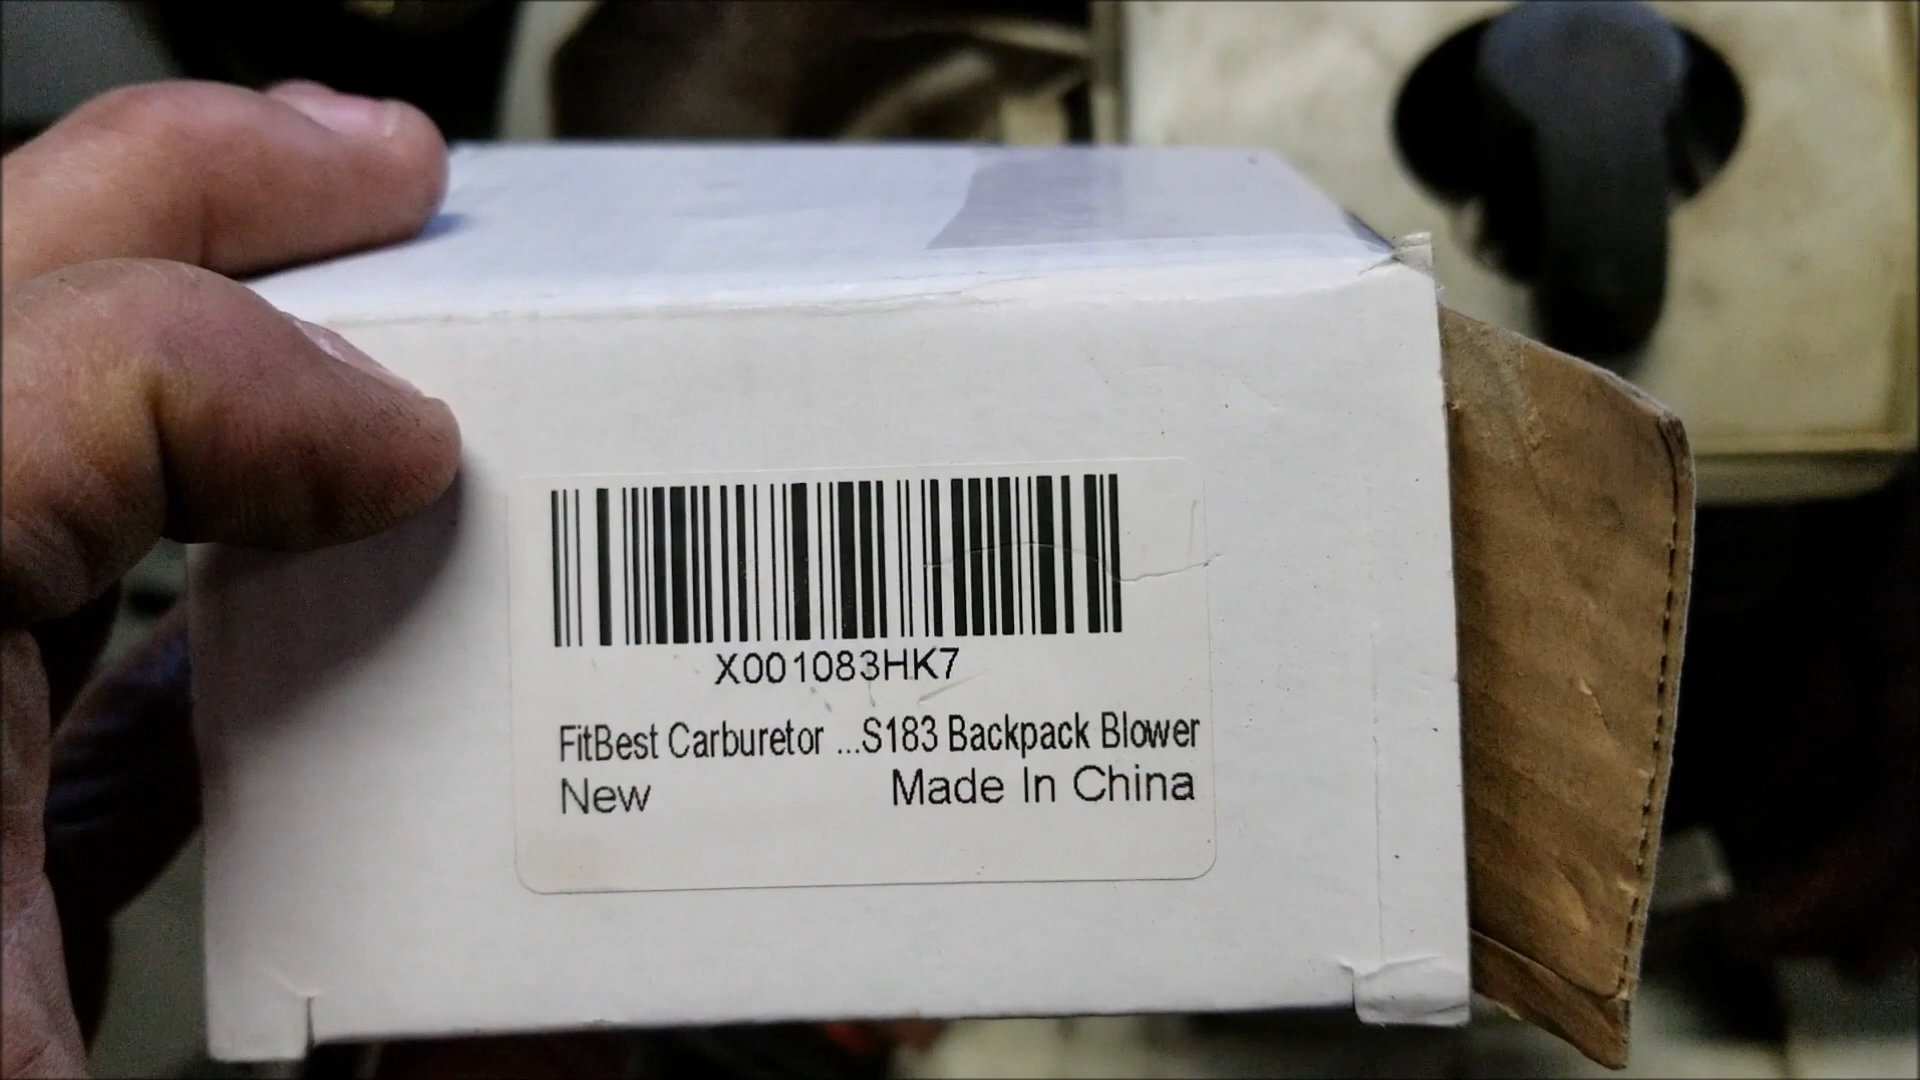 X001083HK7
FitBest Carburetor ...S183 Backpack Blower
New Made In China